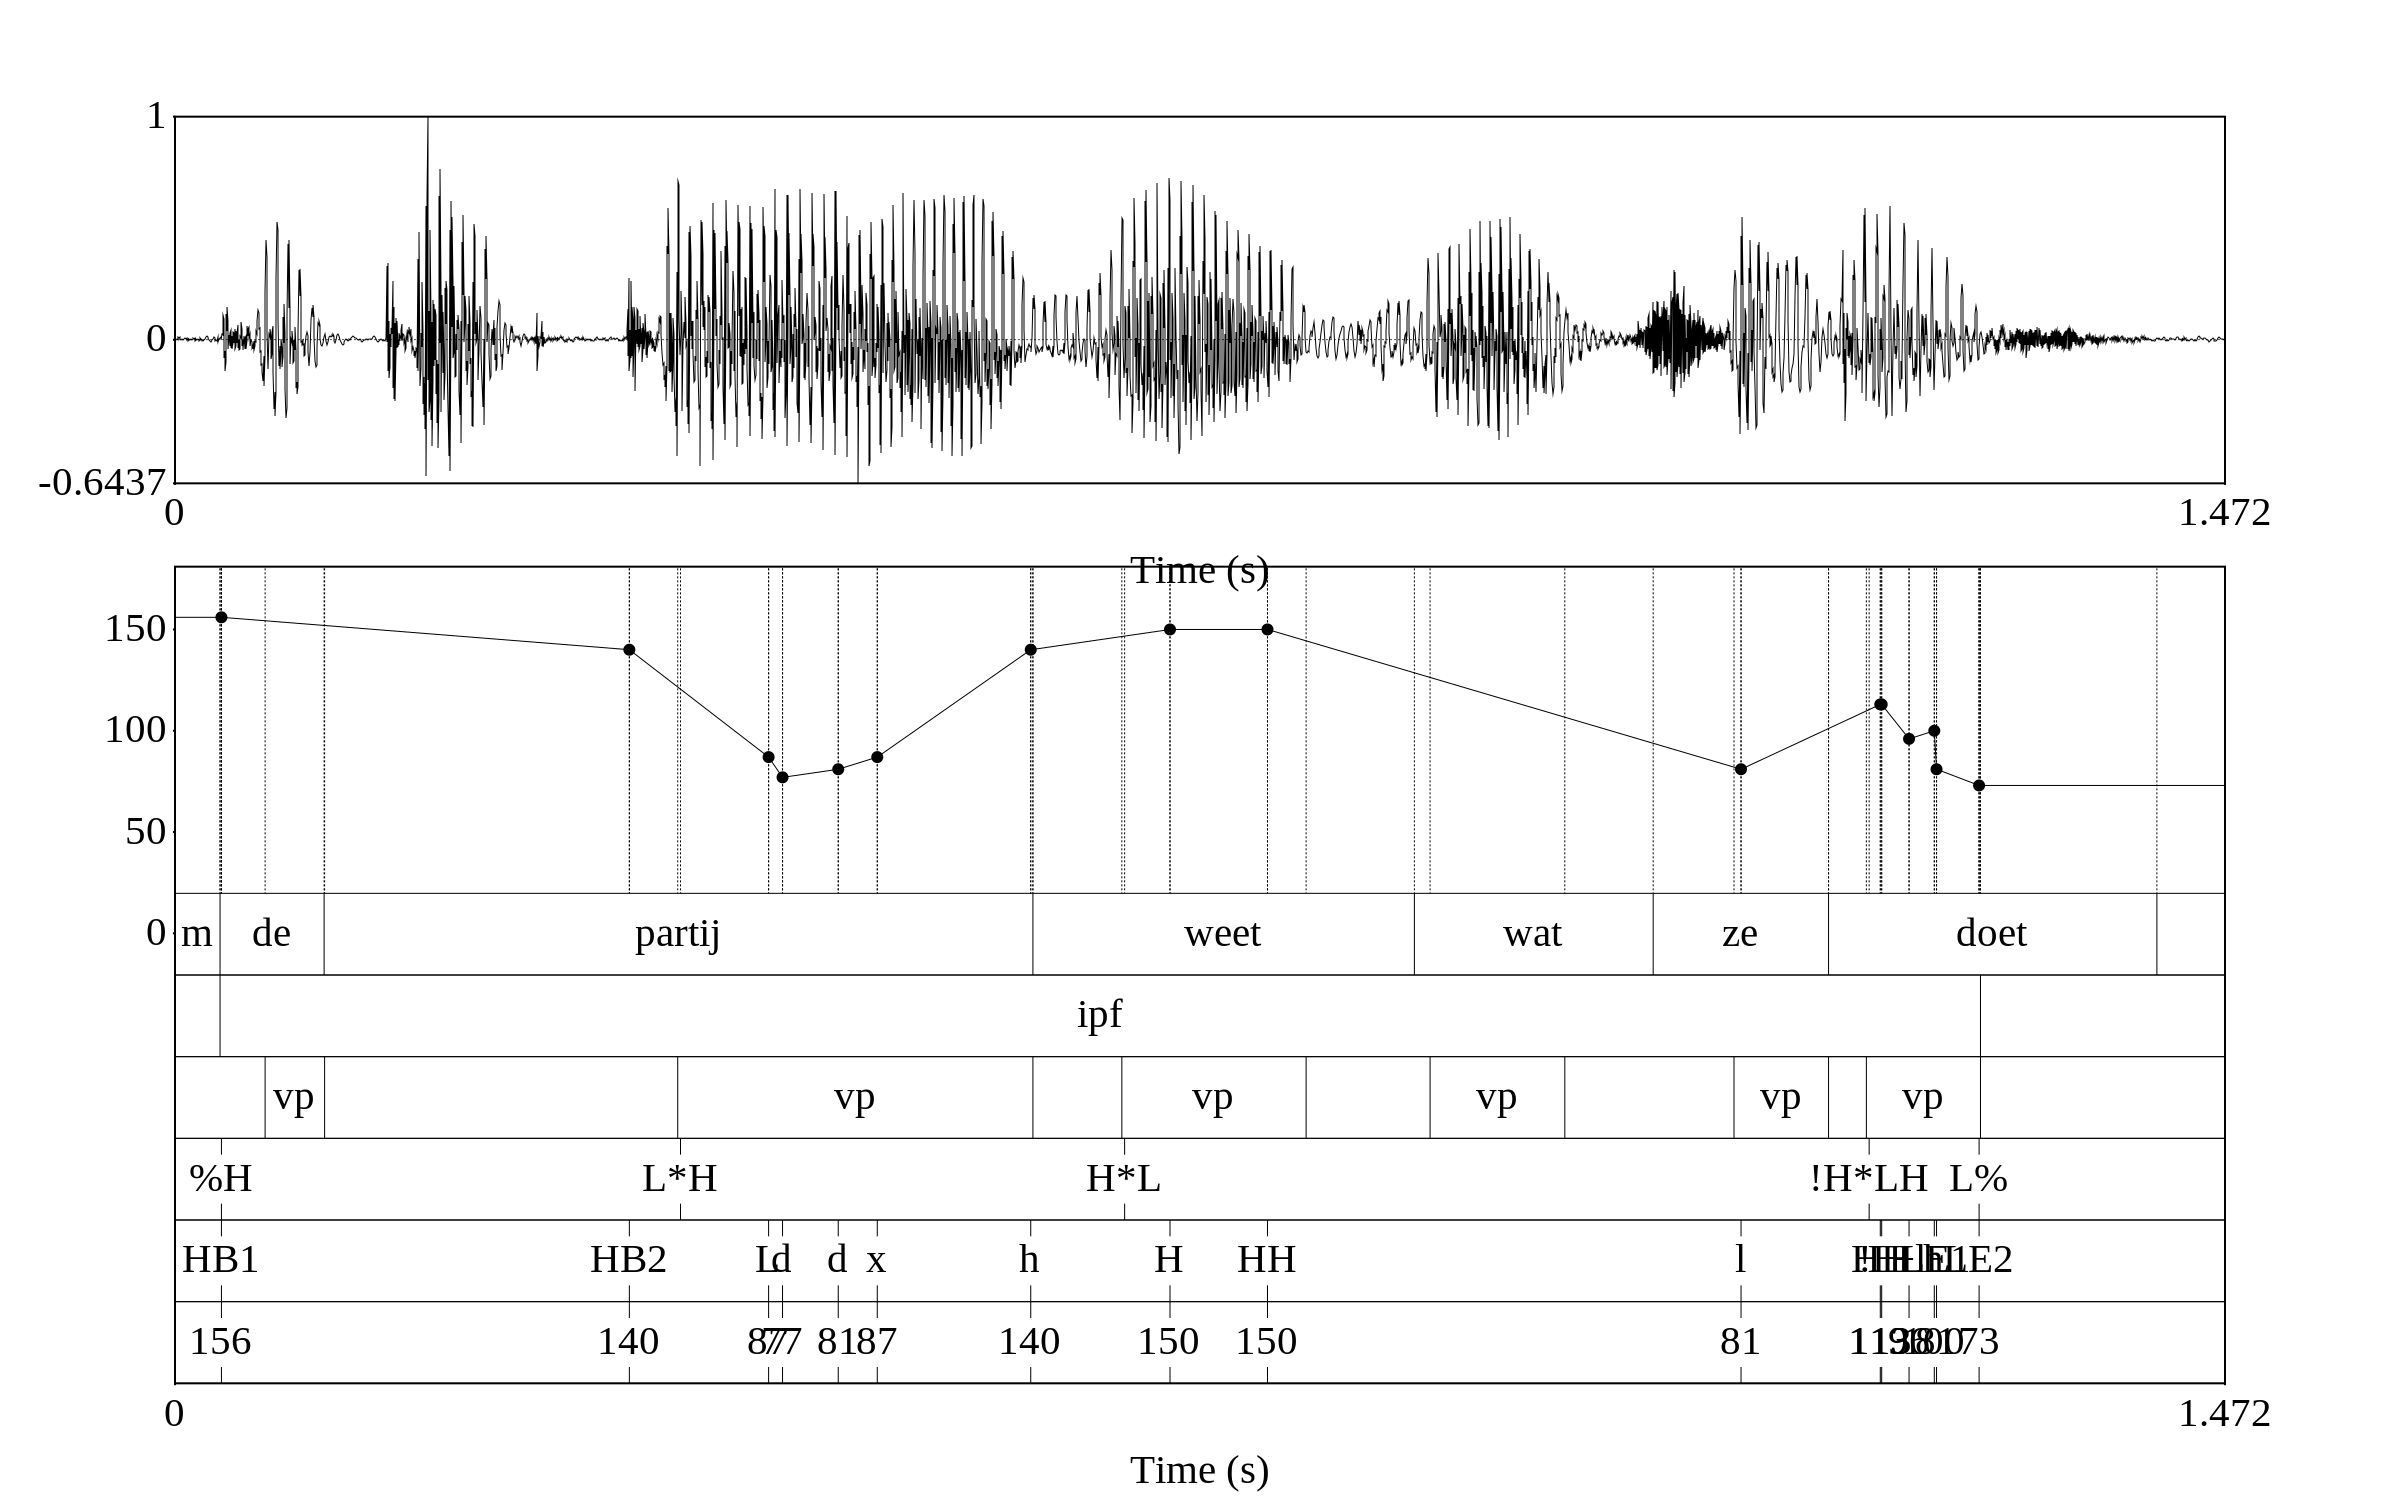 1
0
-0.6437
0 1.472
Time (s)
150
100
50
0 m de partij weet wat ze doet
ipf
vp vp vp vp vp vp
%H L*H H*L !H*LH L%
HB1 HB2 L d d x h H HH l
156 140 87 77 81 87 140 150 150 81 73
0 1.472
Time (s)